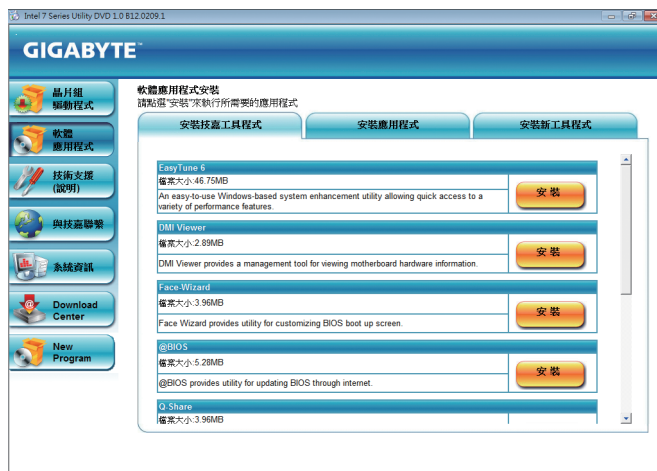 Intel 7 Series Utility DVD 1.0 B12.0209.1
GIGABYTE™
晶片組
驅動程式
軟體
應用程式
技術支援
(說明)
與技嘉聯繫
系統資訊
Download
Center
New
Program
軟體應用程式安裝
請點選"安裝"來執行所需要的應用程式
安裝技嘉工具程式
安裝應用程式
安裝新工具程式
EasyTune 6
檔案大小:46.75MB
An easy-to-use Windows-based system enhancement utility allowing quick access to a
variety of performance features.
安裝
DMI Viewer
檔案大小:2.89MB
DMI Viewer provides a management tool for viewing motherboard hardware information.
安裝
Face-Wizard
檔案大小:3.96MB
Face Wizard provides utility for customizing BIOS boot up screen.
安裝
@BIOS
檔案大小:5.28MB
@BIOS provides utility for updating BIOS through internet.
安裝
Q-Share
檔案大小:3.96MB